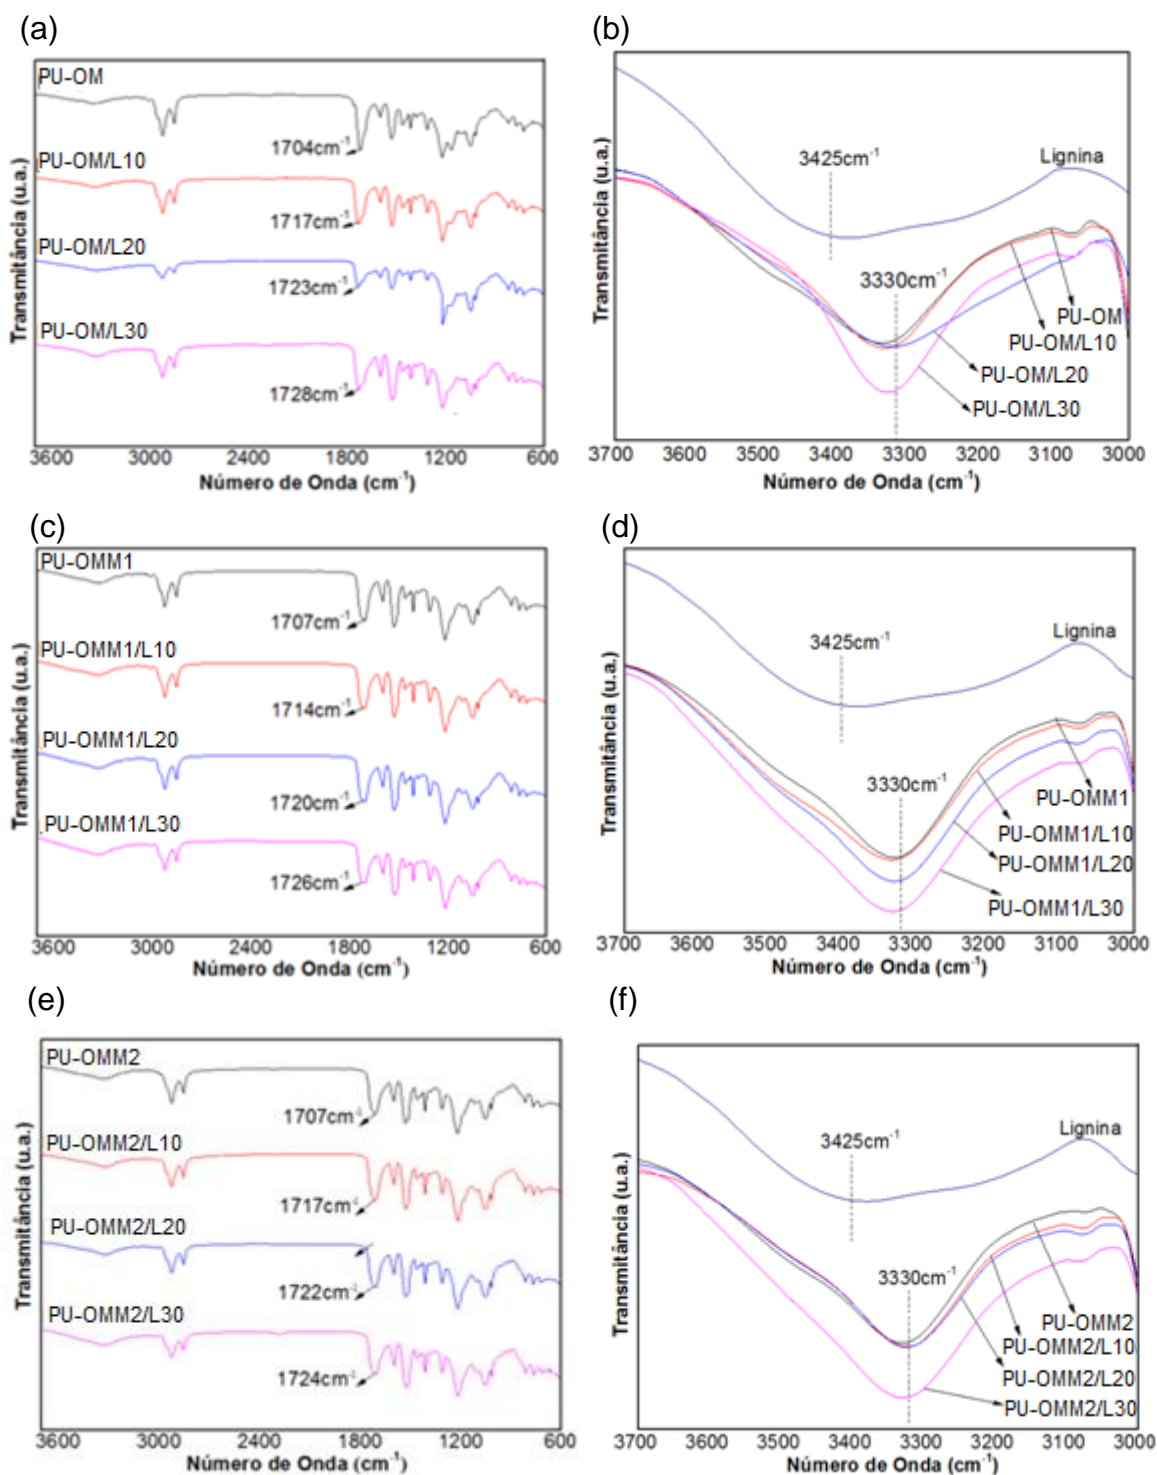 (a)
PU-OM
1704cm⁻¹
PU-OM/L10
1717cm⁻¹
PU-OM/L20
1723cm⁻¹
PU-OM/L30
1728cm⁻¹
Transmitância (u.a.)
3600 3000 2400 1800 1200 600
Número de Onda (cm⁻¹)
(b)
3425cm⁻¹
Lignina
3330cm⁻¹
PU-OM
PU-OM/L10
PU-OM/L20
PU-OM/L30
Transmitância (u.a.)
3700 3600 3500 3400 3300 3200 3100 3000
Número de Onda (cm⁻¹)
(c)
PU-OMM1
1707cm⁻¹
PU-OMM1/L10
1714cm⁻¹
PU-OMM1/L20
1720cm⁻¹
PU-OMM1/L30
1726cm⁻¹
Transmitância (u.a.)
3600 3000 2400 1800 1200 600
Número de Onda (cm⁻¹)
(d)
3425cm⁻¹
Lignina
3330cm⁻¹
PU-OMM1
PU-OMM1/L10
PU-OMM1/L20
PU-OMM1/L30
Transmitância (u.a.)
3700 3600 3500 3400 3300 3200 3100 3000
Número de Onda (cm⁻¹)
(e)
PU-OMM2
1707cm⁻¹
PU-OMM2/L10
1717cm⁻¹
PU-OMM2/L20
1722cm⁻¹
PU-OMM2/L30
1724cm⁻¹
Transmitância (u.a.)
3600 3000 2400 1800 1200 600
Número de Onda (cm⁻¹)
(f)
3425cm⁻¹
Lignina
3330cm⁻¹
PU-OMM2
PU-OMM2/L10
PU-OMM2/L20
PU-OMM2/L30
Transmitância (u.a.)
3700 3600 3500 3400 3300 3200 3100 3000
Número de Onda (cm⁻¹)